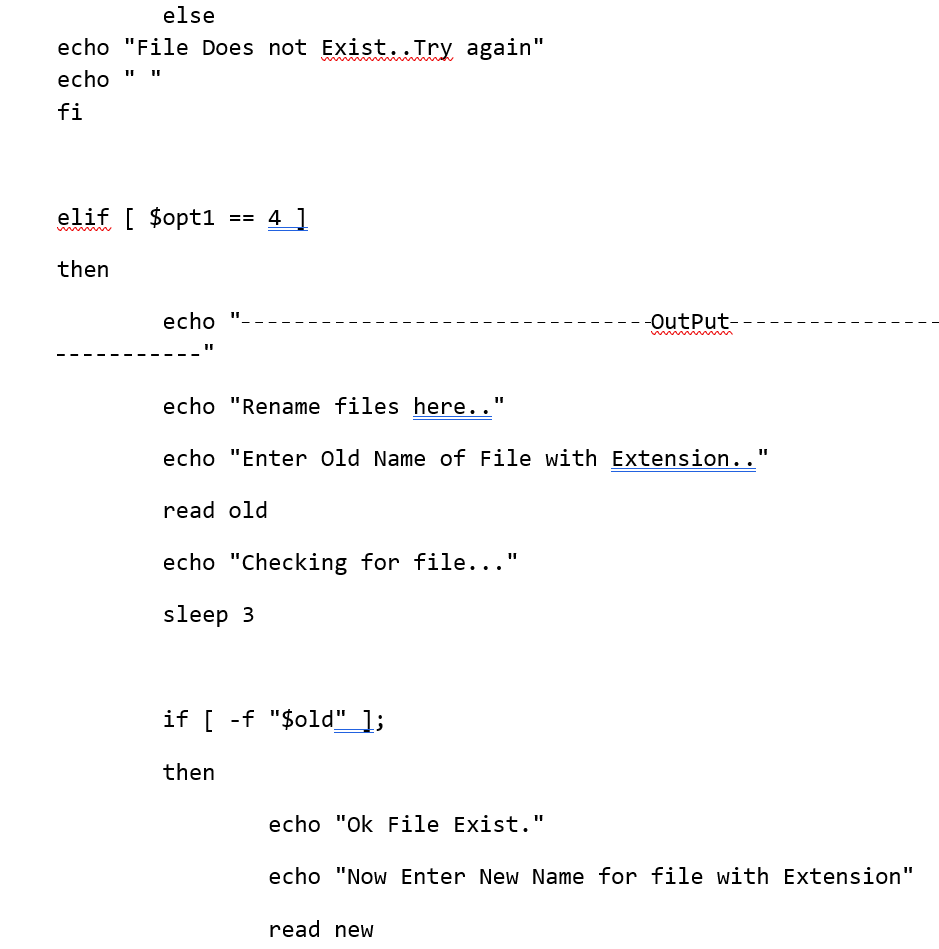 else
echo "File Does not Exist..Try again"
echo " "
fi
elif [ $opt1 == 4 ]
then
echo "-------------------------------OutPut----------------
-----------"
echo "Rename files here.."
echo "Enter Old Name of File with Extension.."
read old
echo "Checking for file..."
sleep 3
if [ -f "$old" ];
then
echo "Ok File Exist."
echo "Now Enter New Name for file with Extension"
read new